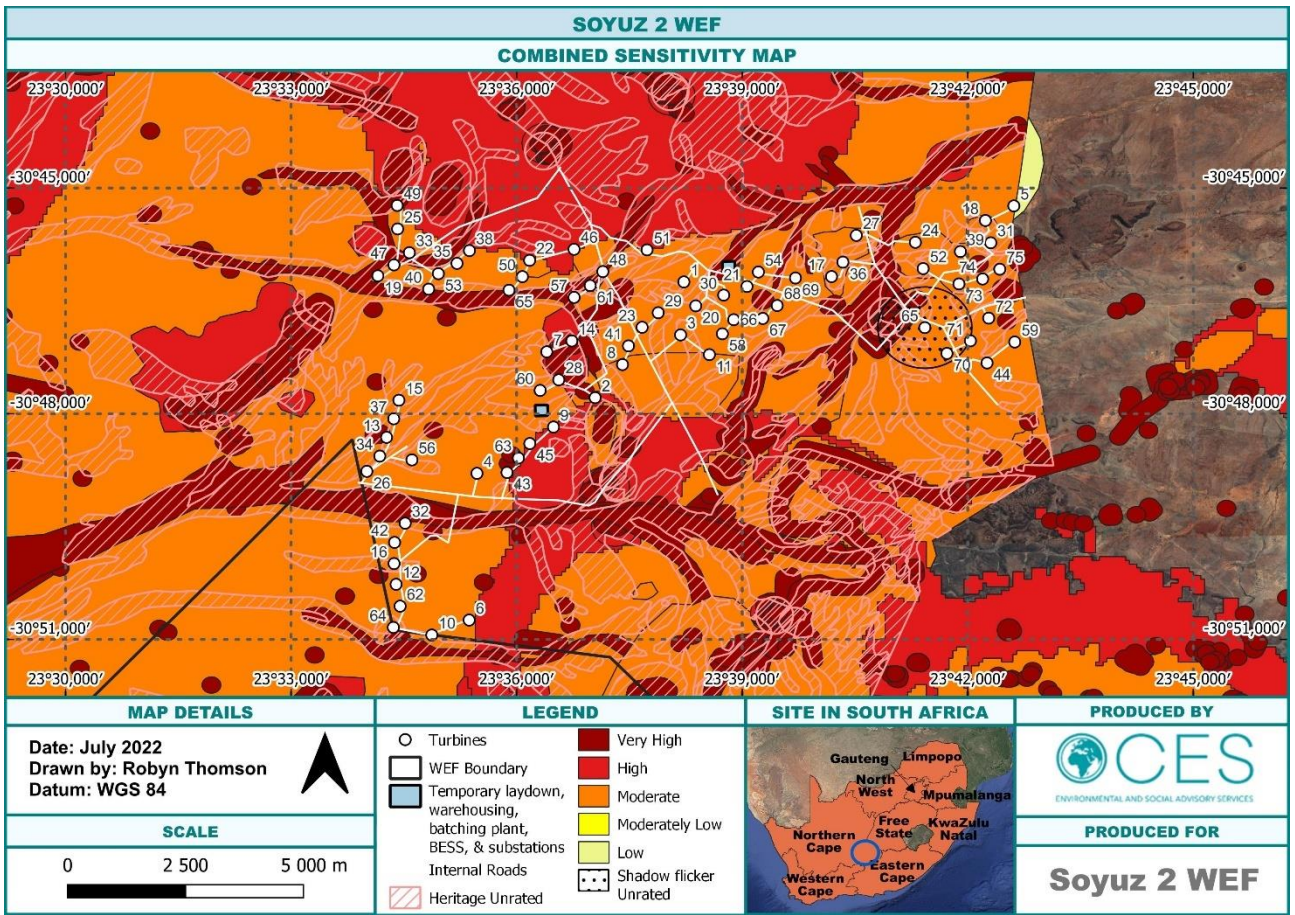 SOYUZ 2 WEF
COMBINED SENSITIVITY MAP
23°30,000′ 23°33,000′ 23°36,000′ 23°39,000′ 23°42,000′ 23°45,000′
-30°45,000′ -30°45,000′
49 5
25 18
27
47 33 35 38 22 46 51 24 39 31
50 48 1 21 54 17 36 52 74 75
19 40 53 55 57 61 30 69 73
29 68
23 20 66 67 65 71 72 59
7 14 41 3 58
8 11 70 44
60 28
15 2
-30°48,000′ -30°48,000′
37 9
13
34 56 63 45
26 4 43
32
42
16
12
62 6
64 10
-30°51,000′ -30°51,000′
23°30,000′ 23°33,000′ 23°36,000′ 23°39,000′ 23°42,000′ 23°45,000′
MAP DETAILS
Date: July 2022
Drawn by: Robyn Thomson
Datum: WGS 84
SCALE
0 2 500 5 000 m
LEGEND
Turbines
WEF Boundary
Temporary laydown,
warehousing,
batching plant,
BESS, & substations
Internal Roads
Heritage Unrated
Very High
High
Moderate
Moderately Low
Low
Shadow flicker
Unrated
SITE IN SOUTH AFRICA
Gauteng
Limpopo
North
West
Mpumalanga
Free
State
KwaZulu
Natal
Northern
Cape
Eastern
Cape
Western
Cape
PRODUCED BY
CES
ENVIRONMENTAL AND SOCIAL ADVISORY SERVICES
PRODUCED FOR
Soyuz 2 WEF